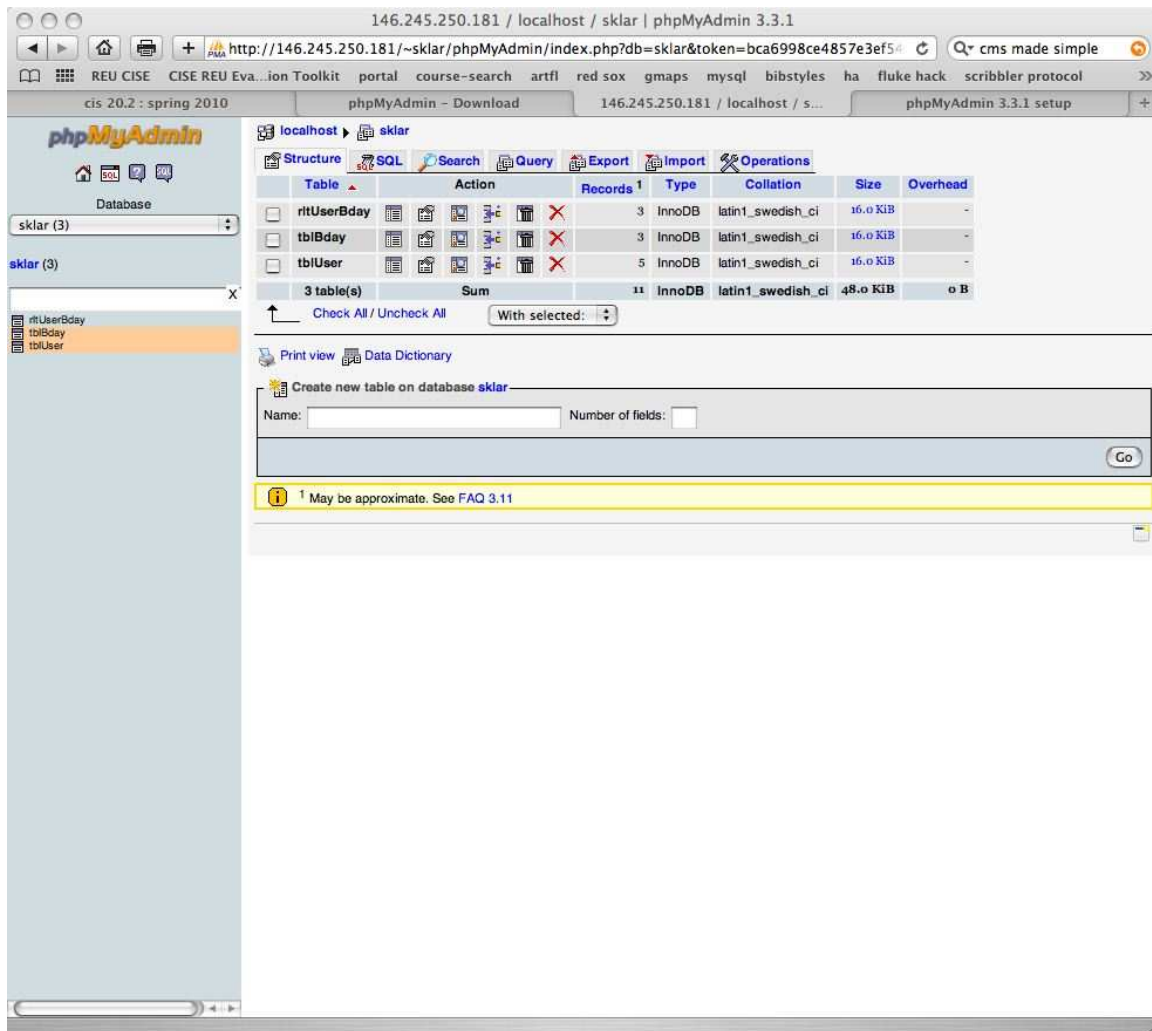 146.245.250.181 / localhost / sklar | phpMyAdmin 3.3.1
http://146.245.250.181/~sklar/phpMyAdmin/index.php?db=sklar&token=bca6998ce4857e3ef54
cms made simple
REU CISE CISE REU Eva...ion Toolkit portal course-search artfl red sox gmaps mysql bibstyles ha fluke hack scribbler protocol
cis 20.2 : spring 2010 phpMyAdmin - Download 146.245.250.181 / localhost / s... phpMyAdmin 3.3.1 setup
phpMyAdmin
Database
sklar (3)
sklar (3)
X
rltUserBday
tblBday
tblUser
localhost sklar
Structure SQL Search Query Export Import Operations
Table Action Records 1 Type Collation Size Overhead
rltUserBday 3 InnoDB latin1_swedish_ci 16.0 KiB -
tblBday 3 InnoDB latin1_swedish_ci 16.0 KiB -
tblUser 5 InnoDB latin1_swedish_ci 16.0 KiB -
3 table(s) Sum 11 InnoDB latin1_swedish_ci 48.0 KiB 0 B
Check All / Uncheck All With selected:
Print view Data Dictionary
Create new table on database sklar
Name: Number of fields:
Go
1 May be approximate. See FAQ 3.11